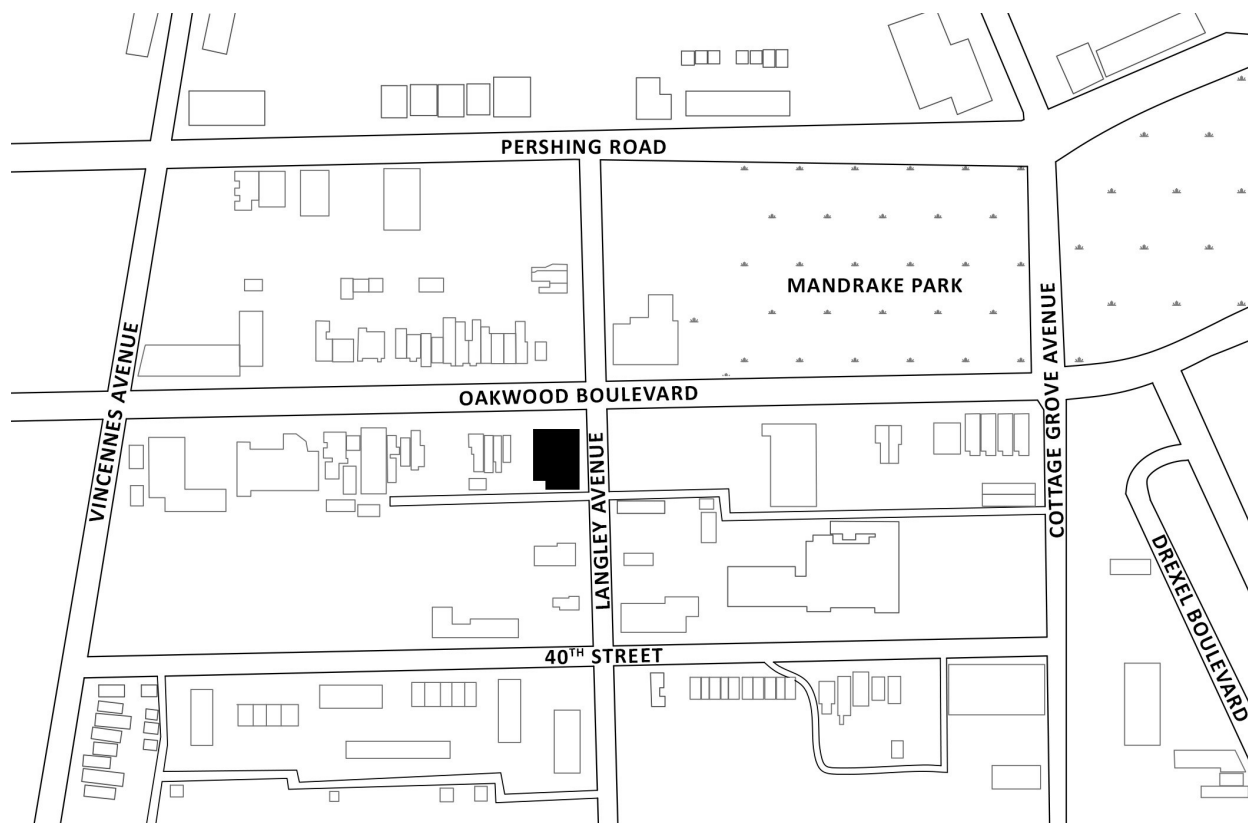 PERSHING ROAD
MANDRAKE PARK
VINCENNES AVENUE
OAKWOOD BOULEVARD
COTTAGE GROVE AVENUE
LANGLEY AVENUE
DREXEL BOULEVARD
40TH STREET